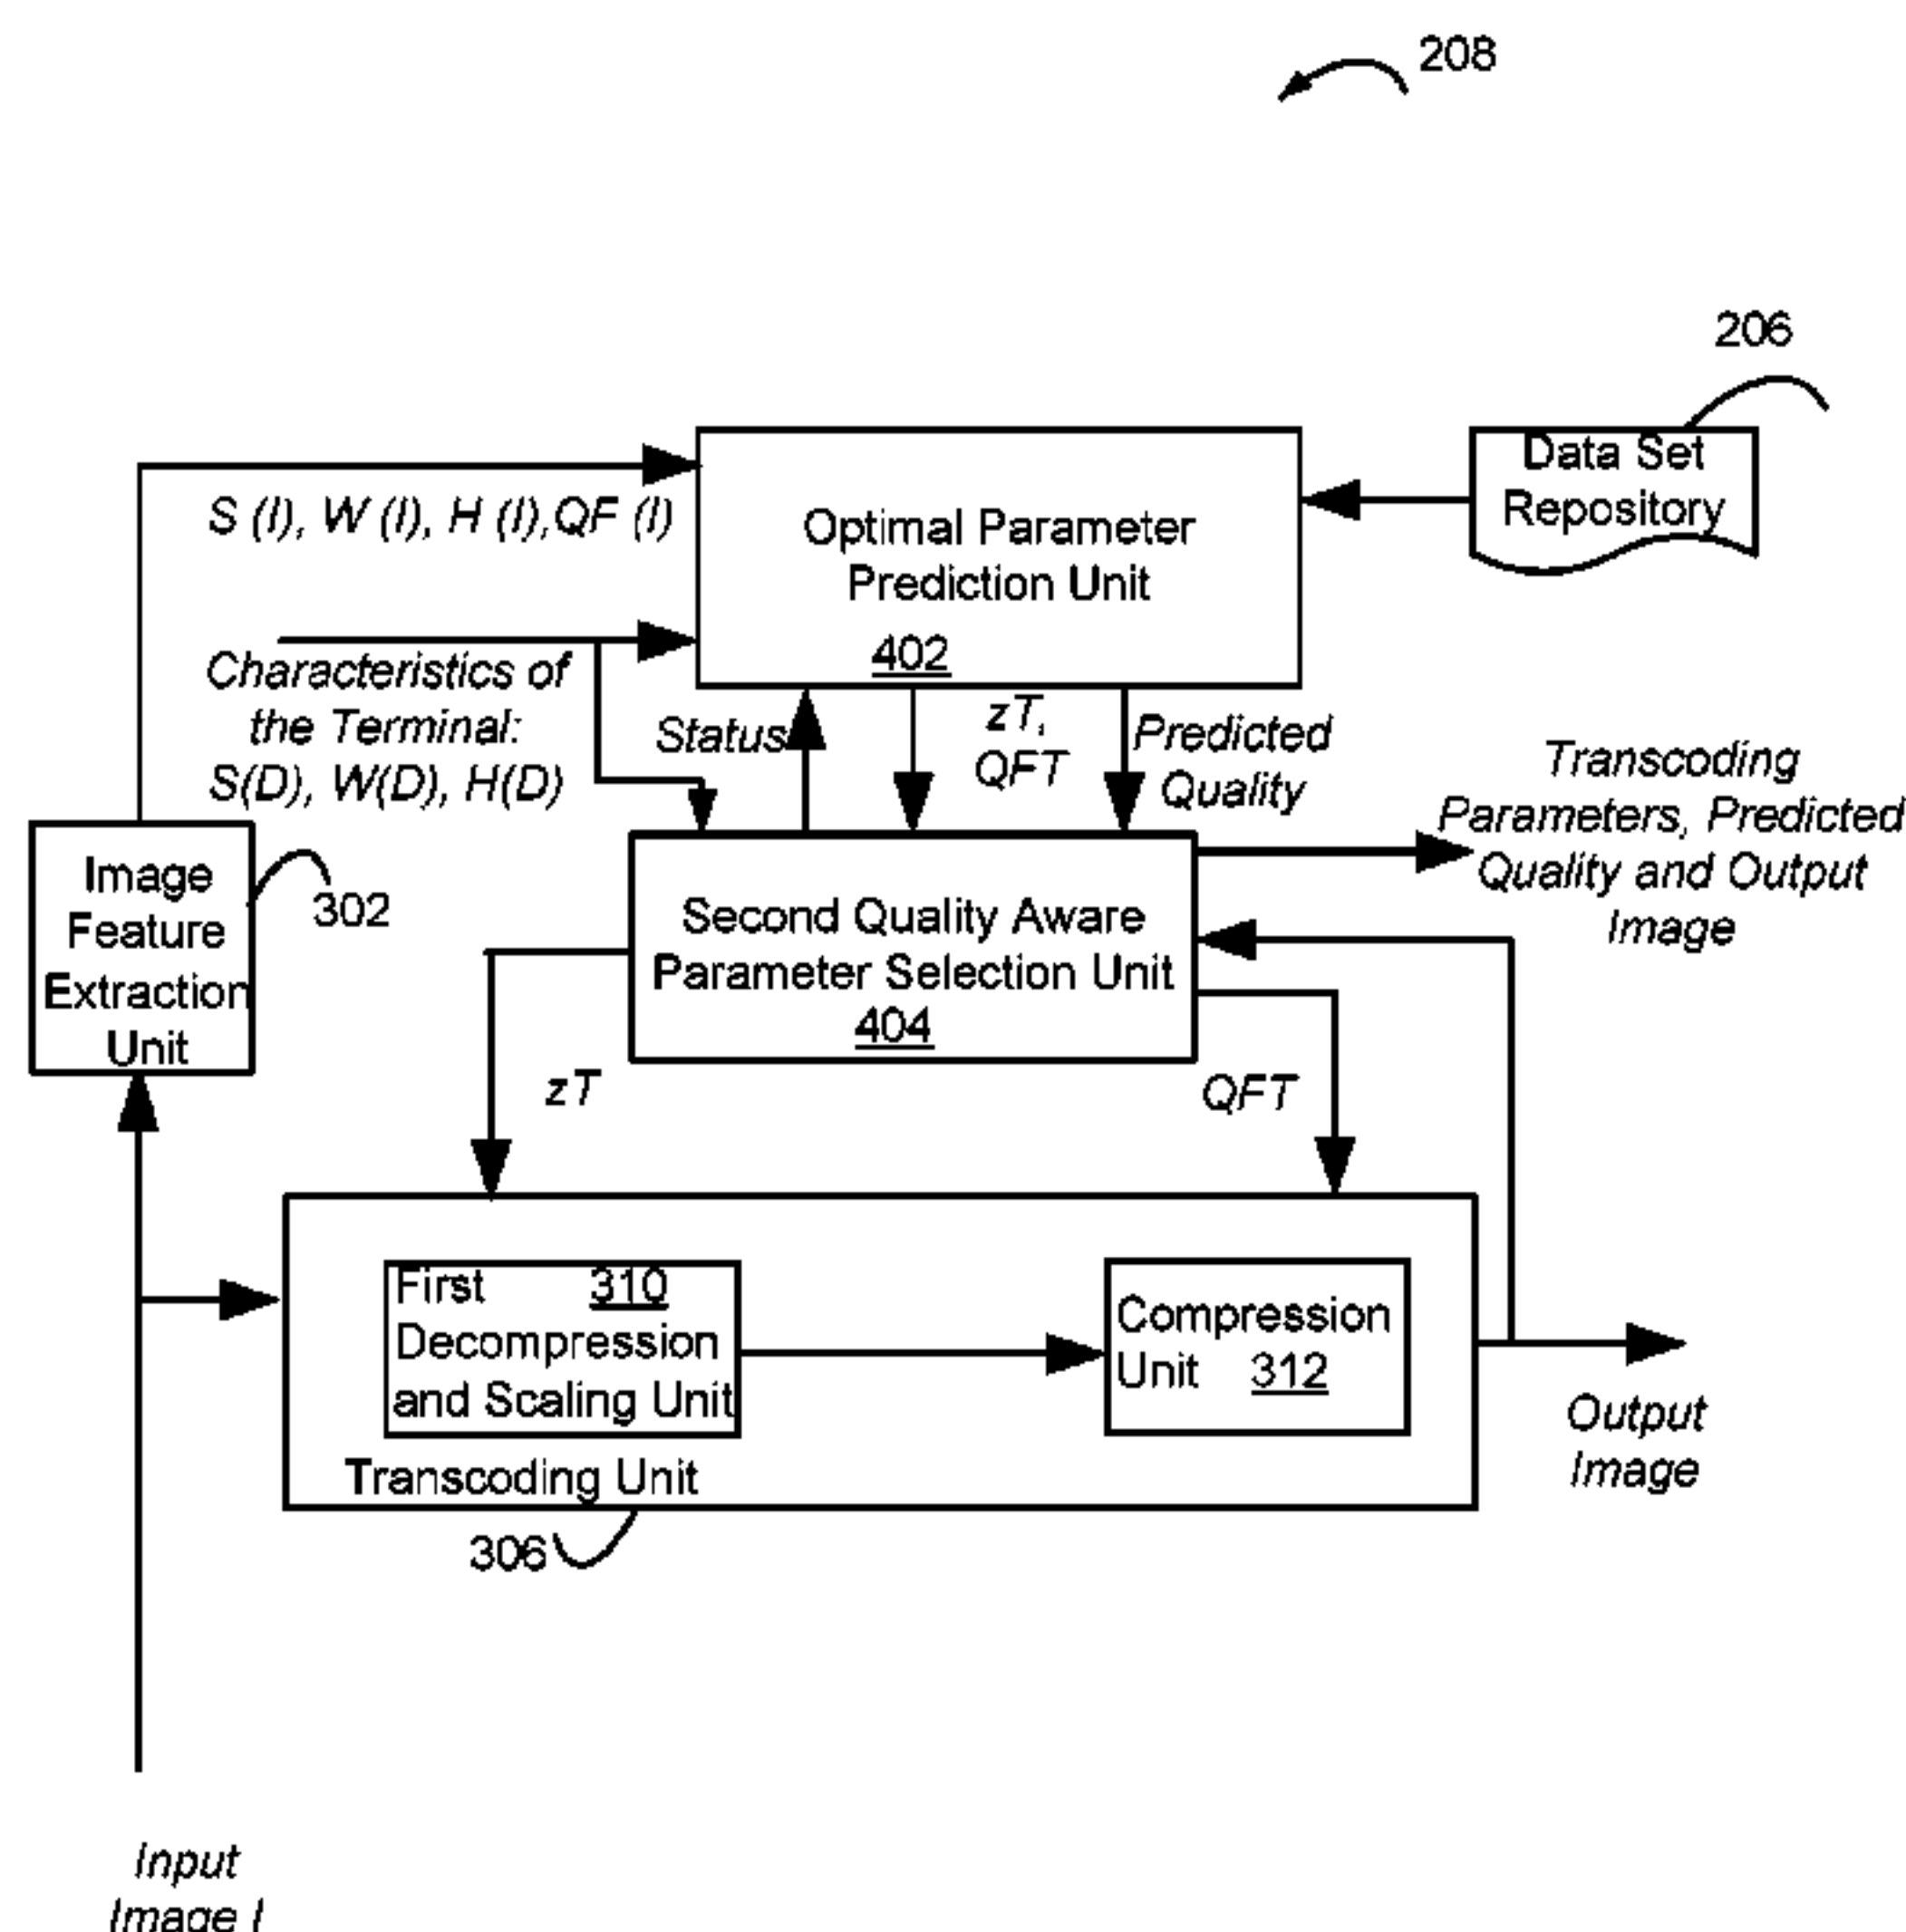 208
206
Data Set
Repository
S (I), W (I), H (I),QF (I)
Optimal Parameter
Prediction Unit
402
Characteristics of
the Terminal:
S(D), W(D), H(D)
Status
zT,
QFT
Predicted
Quality
Transcoding
Parameters, Predicted
Quality and Output
Image
Image
Feature
Extraction
Unit
302
Second Quality Aware
Parameter Selection Unit
404
zT
QFT
First 310
Decompression
and Scaling Unit
Compression
Unit 312
Transcoding Unit
306
Output
Image
Input
Image I